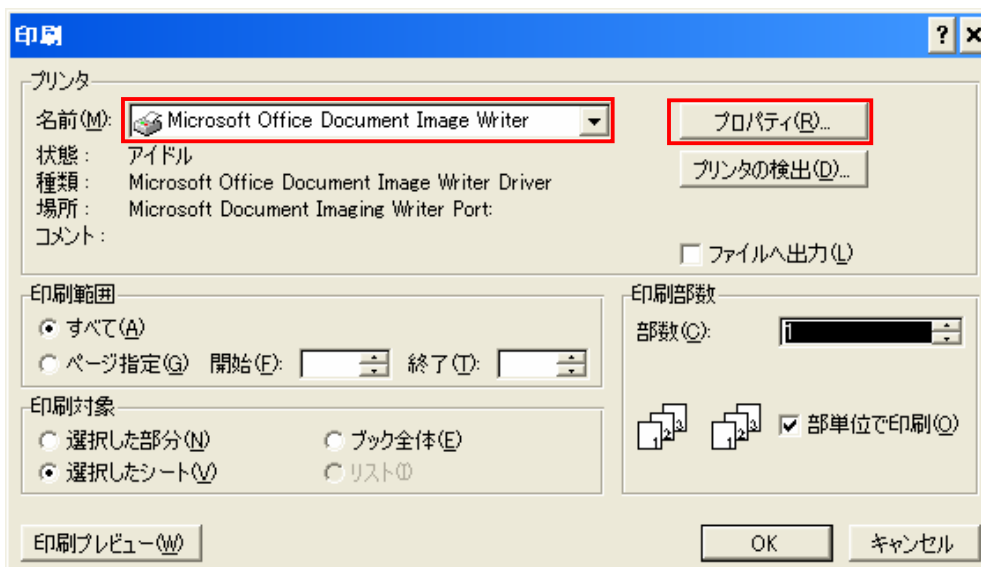 印刷
プリンタ
名前(M): Microsoft Office Document Image Writer プロパティ(R)...
状態: アイドル プリンタの検出(D)...
種類: Microsoft Office Document Image Writer Driver
場所: Microsoft Document Imaging Writer Port:
コメント:
ファイルへ出力(L)
印刷範囲
すべて(A)
ページ指定(G) 開始(F): 終了(T):
印刷部数
部数(C): 1
1 2 3 1 2 3 部単位で印刷(O)
印刷対象
選択した部分(N) ブック全体(E)
選択したシート(V) リスト(I)
印刷プレビュー(W) OK キャンセル